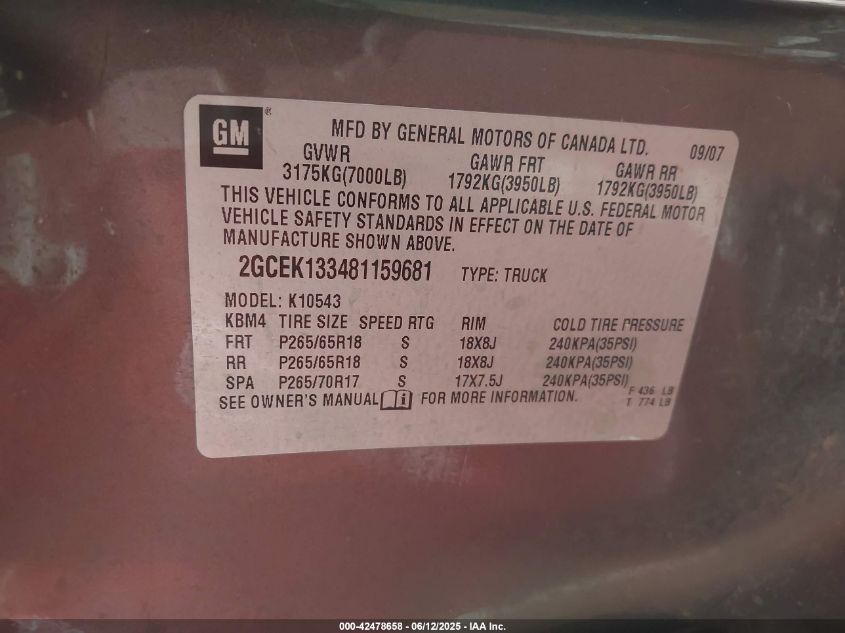 GM ®
MFD BY GENERAL MOTORS OF CANADA LTD. 09/07
GVWR GAWR FRT GAWR RR
3175KG(7000LB) 1792KG(3950LB) 1792KG(3950LB)
THIS VEHICLE CONFORMS TO ALL APPLICABLE U.S. FEDERAL MOTOR
VEHICLE SAFETY STANDARDS IN EFFECT ON THE DATE OF
MANUFACTURE SHOWN ABOVE.
2GCEK133481159681 TYPE: TRUCK
MODEL: K10543
KBM4 TIRE SIZE SPEED RTG RIM COLD TIRE PRESSURE
FRT P265/65R18 S 18X8J 240KPA(35PSI)
RR P265/65R18 S 18X8J 240KPA(35PSI)
SPA P265/70R17 S 17X7.5J 240KPA(35PSI)
F 436 LB
SEE OWNER'S MANUAL FOR MORE INFORMATION. T 774 LB
000-42478658 - 06/12/2025 - IAA Inc.